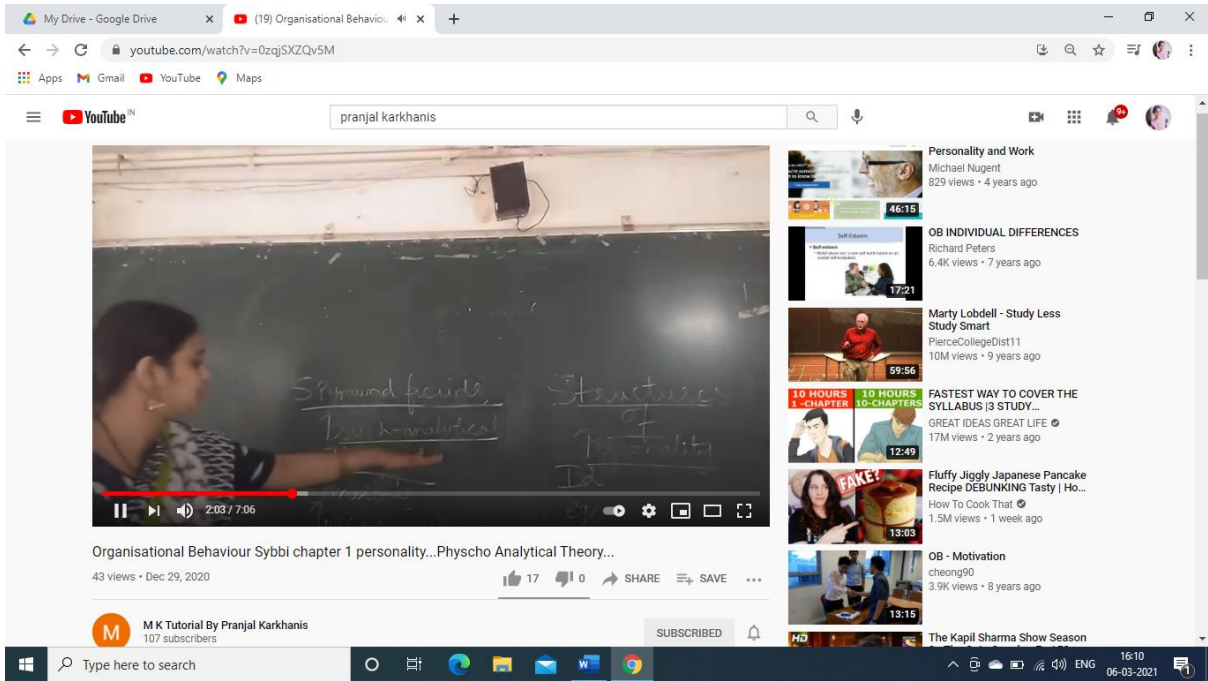 My Drive - Google Drive
(19) Organisational Behaviou
youtube.com/watch?v=0zqjSXZQv5M
Apps
Gmail
YouTube
Maps
YouTube IN
pranjal karkhanis
9+
Structures
of
Personality
Id
2:03 / 7:06
Organisational Behaviour Sybbi chapter 1 personality...Physcho Analytical Theory...
43 views • Dec 29, 2020
17
0
SHARE
SAVE
M
M K Tutorial By Pranjal Karkhanis
107 subscribers
SUBSCRIBED
46:15
Personality and Work
Michael Nugent
829 views • 4 years ago
Self-Esteem
17:21
OB INDIVIDUAL DIFFERENCES
Richard Peters
6.4K views • 7 years ago
59:56
Marty Lobdell - Study Less
Study Smart
PierceCollegeDist11
10M views • 9 years ago
10 HOURS
1 -CHAPTER
10 HOURS
10-CHAPTERS
12:49
FASTEST WAY TO COVER THE
SYLLABUS |3 STUDY...
GREAT IDEAS GREAT LIFE
17M views • 2 years ago
FAKE?
13:03
Fluffy Jiggly Japanese Pancake
Recipe DEBUNKING Tasty | Ho...
How To Cook That
1.5M views • 1 week ago
13:15
OB - Motivation
cheong90
3.9K views • 8 years ago
HD
The Kapil Sharma Show Season
Type here to search
ENG
16:10
06-03-2021
1